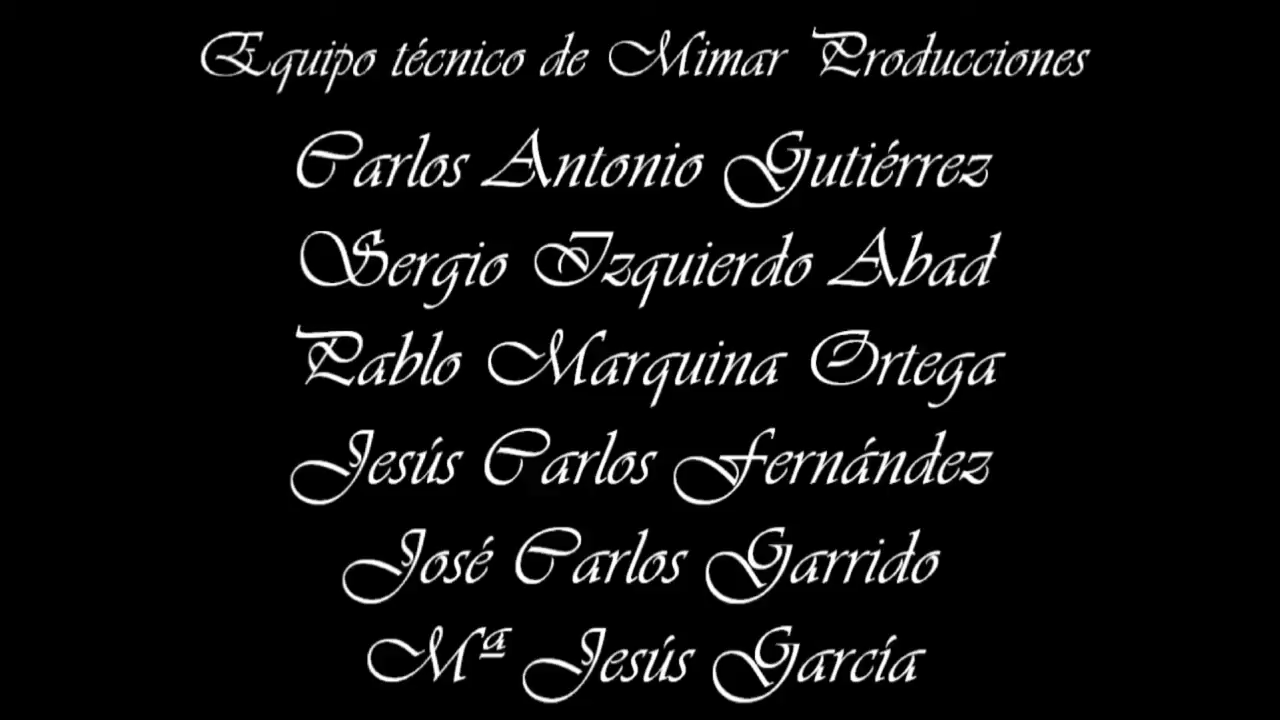 Equipo técnico de Mimar Producciones
Carlos Antonio Gutiérrez
Sergio Izquierdo Abad
Pablo Marquina Ortega
Jesús Carlos Fernández
José Carlos Garrido
Mª Jesús García